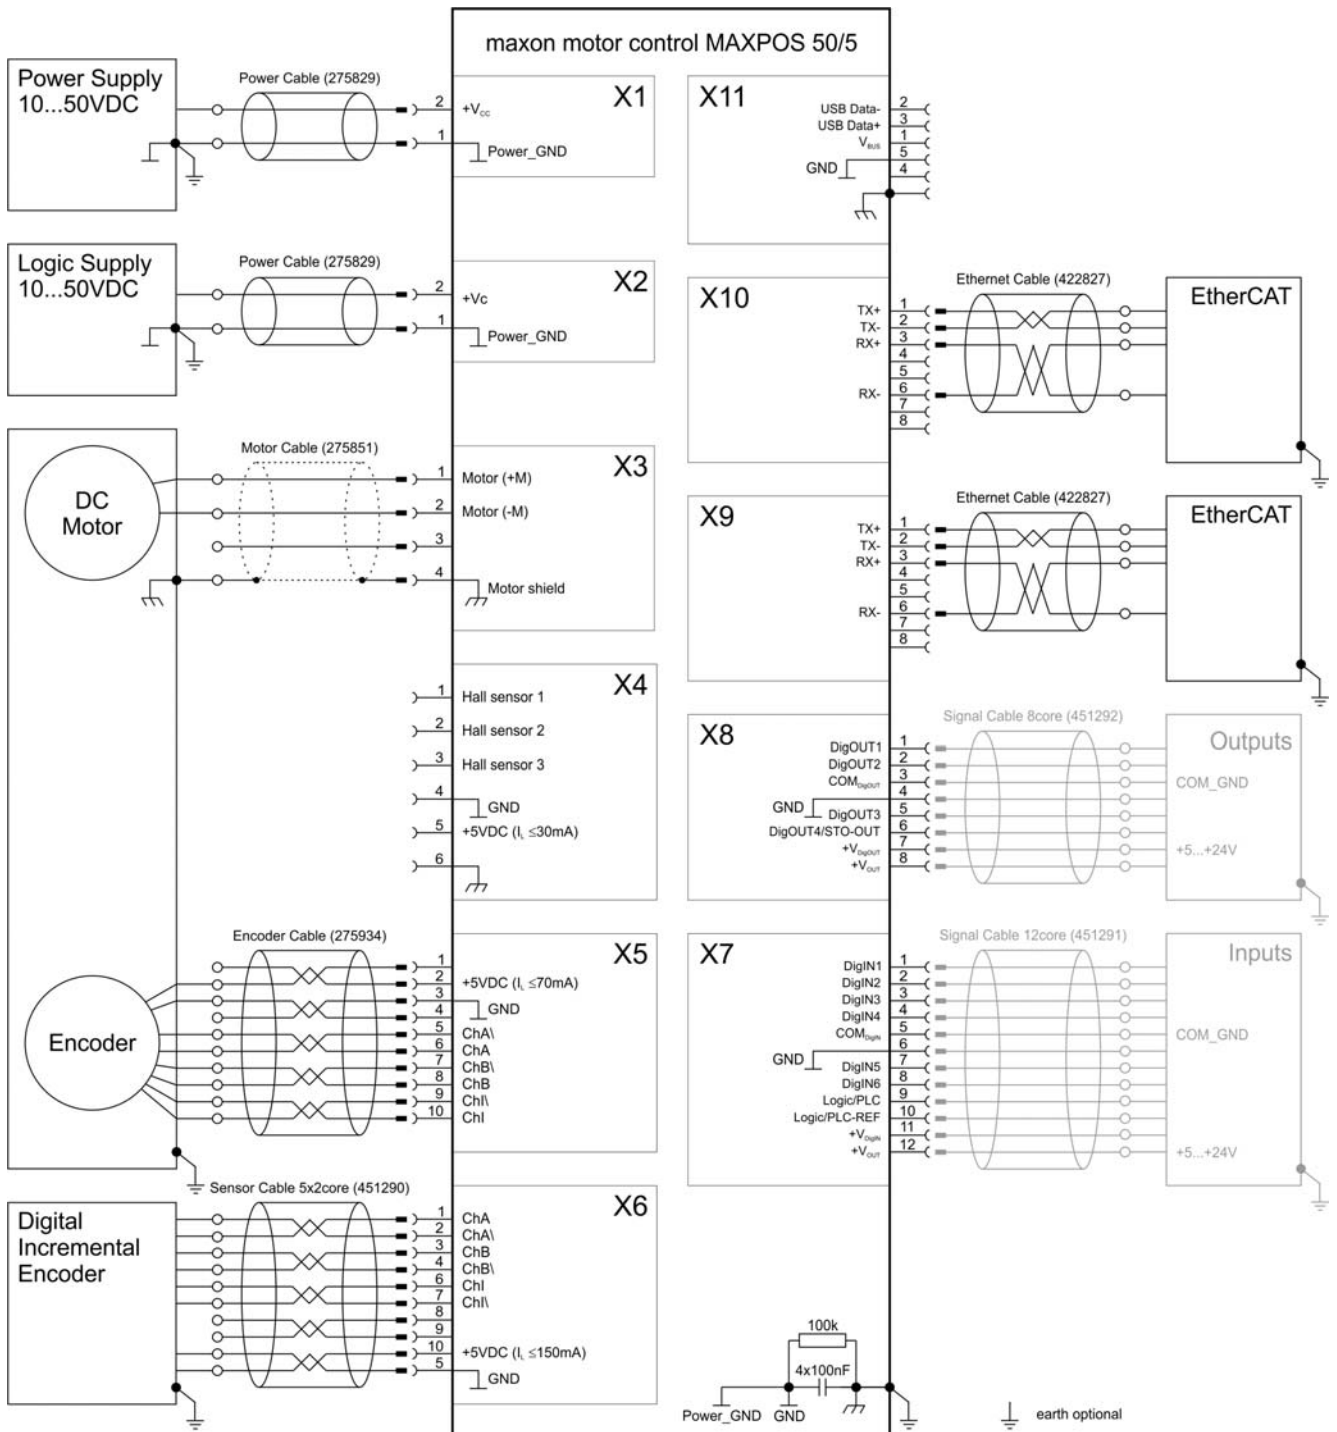 maxon motor control MAXPOS 50/5
Power Supply
10...50VDC
Power Cable (275829)
2
+Vcc
1
Power_GND
X1
Logic Supply
10...50VDC
Power Cable (275829)
2
+Vc
1
Power_GND
X2
DC
Motor
Motor Cable (275851)
1
Motor (+M)
2
Motor (-M)
3
4
Motor shield
X3
X4
1
Hall sensor 1
2
Hall sensor 2
3
Hall sensor 3
4
GND
5
+5VDC (IL ≤30mA)
6
Encoder
Encoder Cable (275934)
X5
1
2
+5VDC (IL ≤70mA)
3
GND
4
5
ChA\
6
ChA
7
ChB\
8
ChB
9
ChI\
10
ChI
Digital
Incremental
Encoder
Sensor Cable 5x2core (451290)
X6
1
ChA
2
ChA\
3
ChB
4
ChB\
6
ChI
7
ChI\
8
9
10
+5VDC (IL ≤150mA)
5
GND
X11
USB Data-
2
USB Data+
3
VBUS
1
GND
5
4
X10
Ethernet Cable (422827)
EtherCAT
TX+
1
TX-
2
RX+
3
4
5
RX-
6
7
8
X9
Ethernet Cable (422827)
EtherCAT
TX+
1
TX-
2
RX+
3
4
5
RX-
6
7
8
X8
Signal Cable 8core (451292)
Outputs
DigOUT1
1
DigOUT2
2
COMDigOUT
3
COM_GND
GND
4
DigOUT3
5
DigOUT4/STO-OUT
6
+VDigOUT
7
+5...+24V
+VOUT
8
X7
Signal Cable 12core (451291)
Inputs
DigIN1
1
DigIN2
2
DigIN3
3
DigIN4
4
COMDigIN
5
COM_GND
GND
6
DigIN5
7
DigIN6
8
Logic/PLC
9
Logic/PLC-REF
10
+VDigIN
11
+VOUT
12
+5...+24V
100k
4x100nF
Power_GND
GND
earth optional